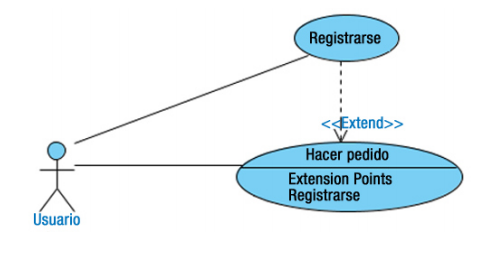 Registrarse
<<Extend>>
Hacer pedido
Extension Points
Registrarse
Usuario